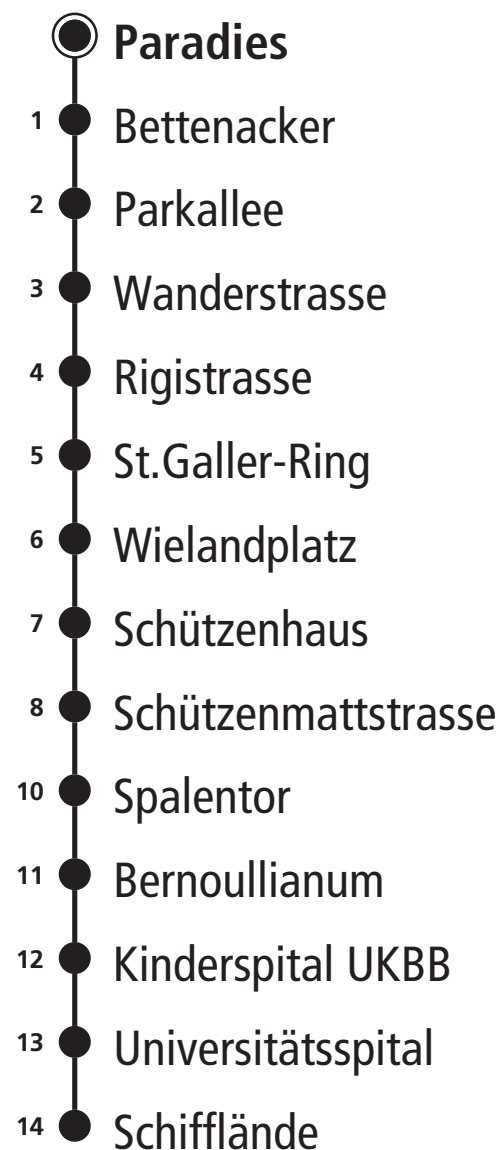 Paradies
1 Bettenacker
2 Parkallee
3 Wanderstrasse
4 Rigistrasse
5 St.Galler-Ring
6 Wielandplatz
7 Schützenhaus
8 Schützenmattstrasse
10 Spalentor
11 Bernoullianum
12 Kinderspital UKBB
13 Universitätsspital
14 Schifflände